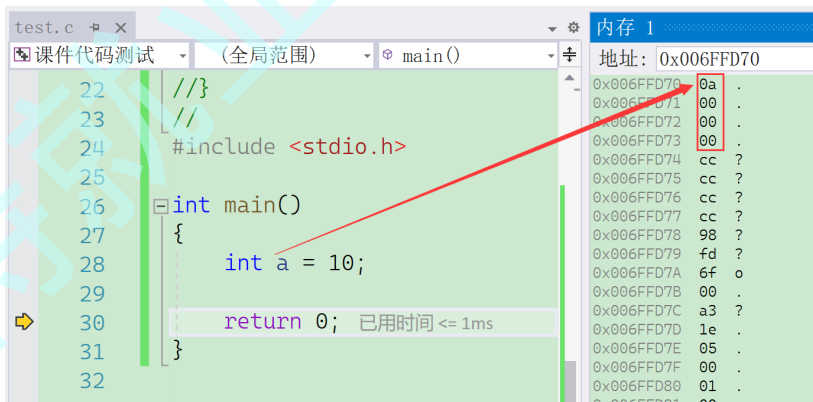 test.c
课件代码测试 (全局范围) main()
22 //}
23 //
24 #include <stdio.h>
25
26 int main()
27 {
28 int a = 10;
29
30 return 0; 已用时间 <= 1ms
31 }
32
内存 1
地址: 0x006FFD70
0x006FFD70 0a .
0x006FFD71 00 .
0x006FFD72 00 .
0x006FFD73 00 .
0x006FFD74 cc ?
0x006FFD75 cc ?
0x006FFD76 cc ?
0x006FFD77 cc ?
0x006FFD78 98 ?
0x006FFD79 fd ?
0x006FFD7A 6f o
0x006FFD7B 00 .
0x006FFD7C a3 ?
0x006FFD7D 1e .
0x006FFD7E 05 .
0x006FFD7F 00 .
0x006FFD80 01 .